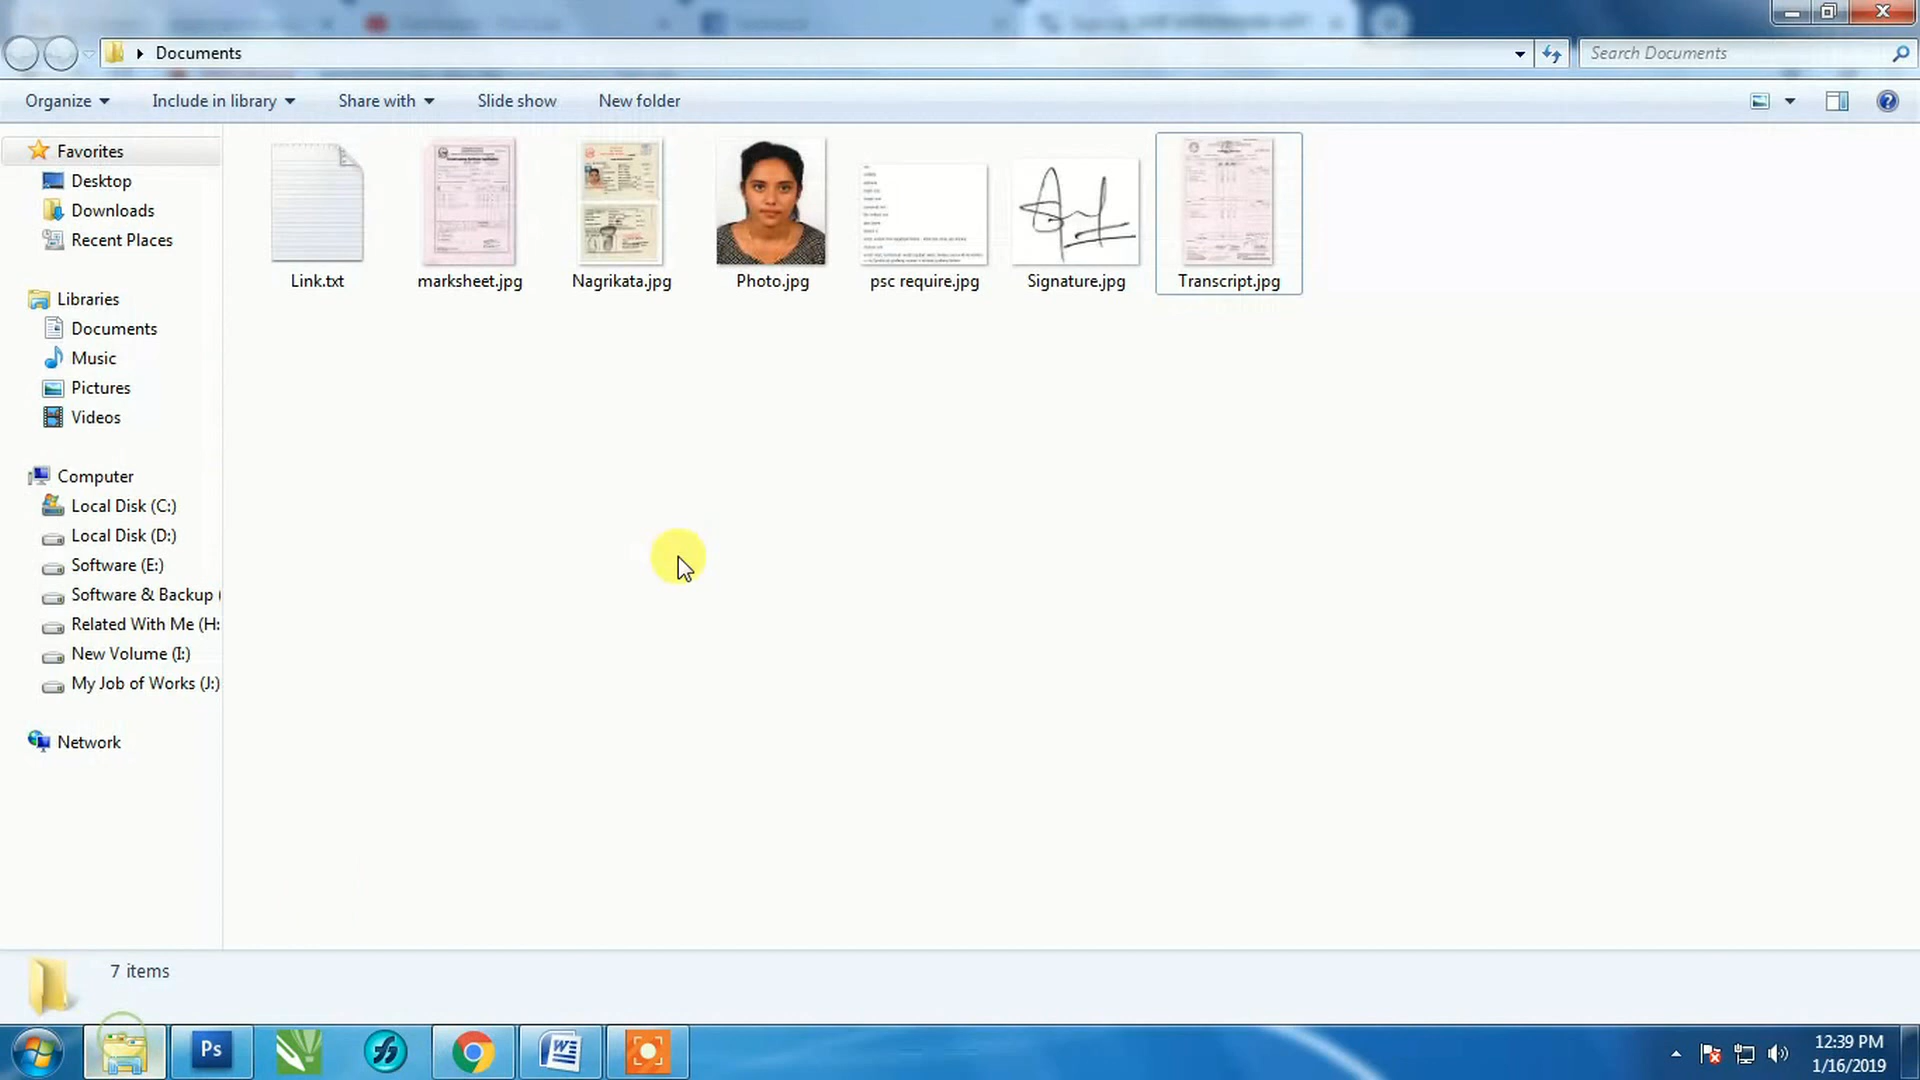 Documents
Search Documents
Organize
Include in library
Share with
Slide show
New folder
Favorites
Desktop
Downloads
Recent Places
Libraries
Documents
Music
Pictures
Videos
Computer
Local Disk (C:)
Local Disk (D:)
Software (E:)
Software & Backup (
Related With Me (H:
New Volume (I:)
My Job of Works (J:)
Network
Link.txt
marksheet.jpg
Nagrikata.jpg
Photo.jpg
psc require.jpg
Signature.jpg
Transcript.jpg
7 items
Ps
12:39 PM
1/16/2019